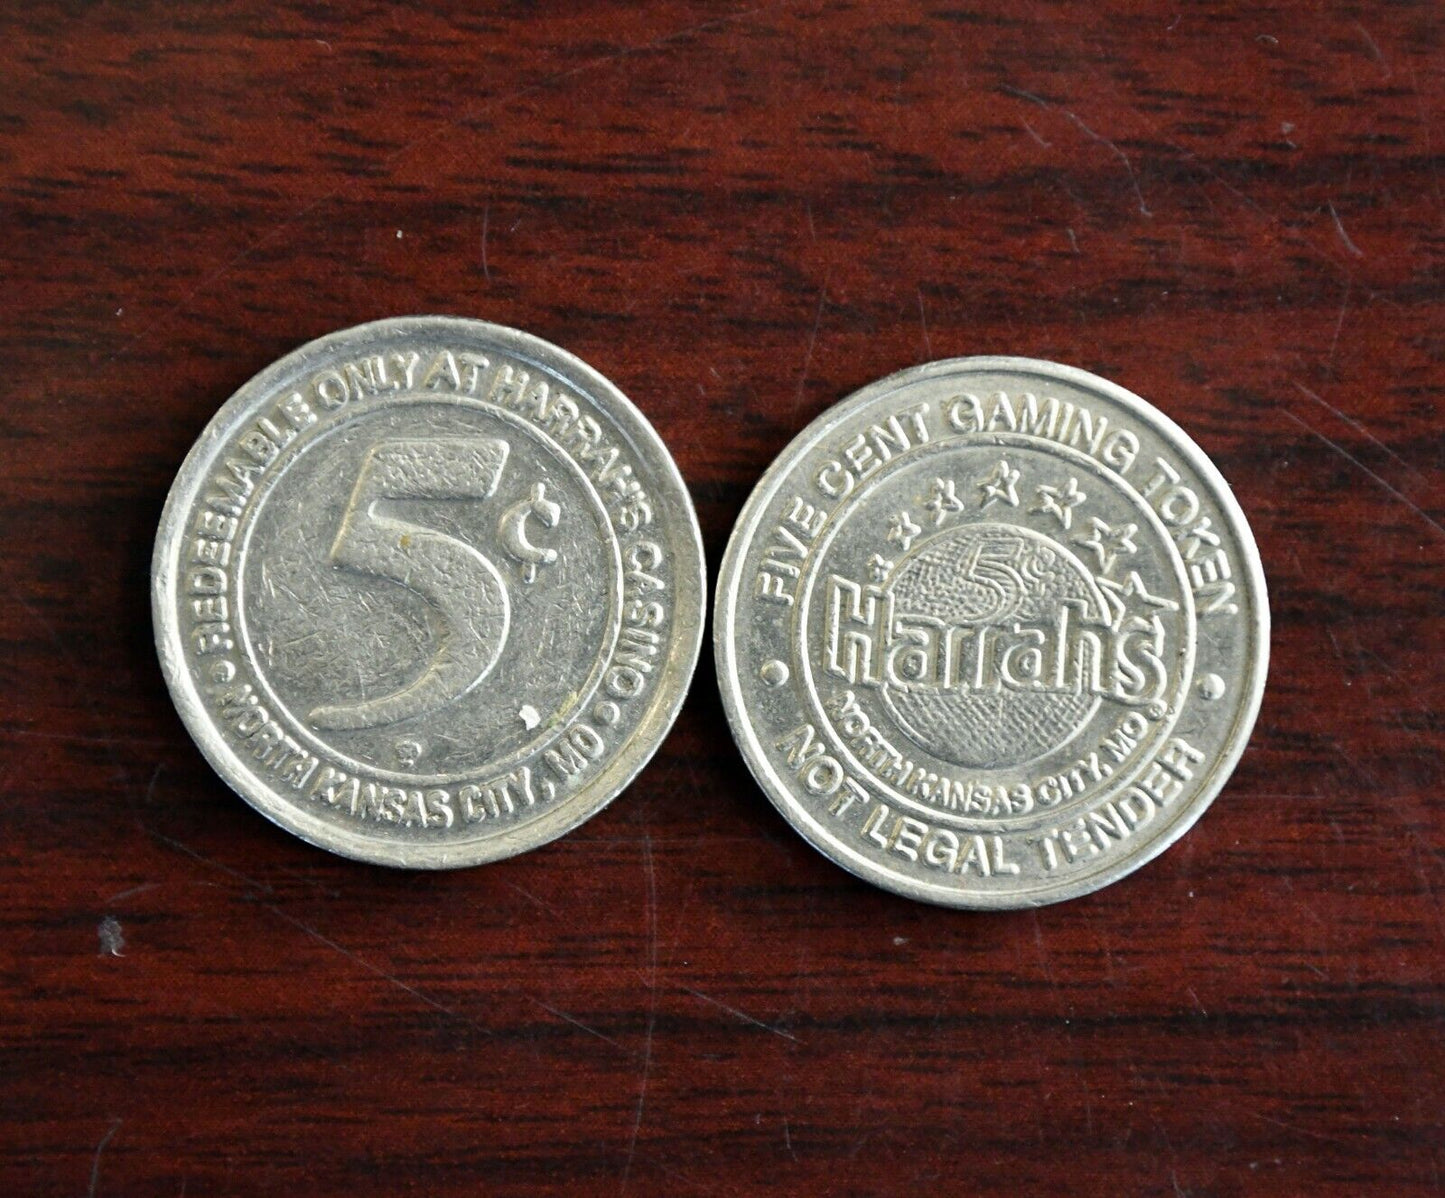 REDEEMABLE ONLY AT HARRAH'S CASINO
5¢
NORTH KANSAS CITY, MO
FIVE CENT GAMING TOKEN
5¢
Harrah's®
NORTH KANSAS CITY, MO
NOT LEGAL TENDER